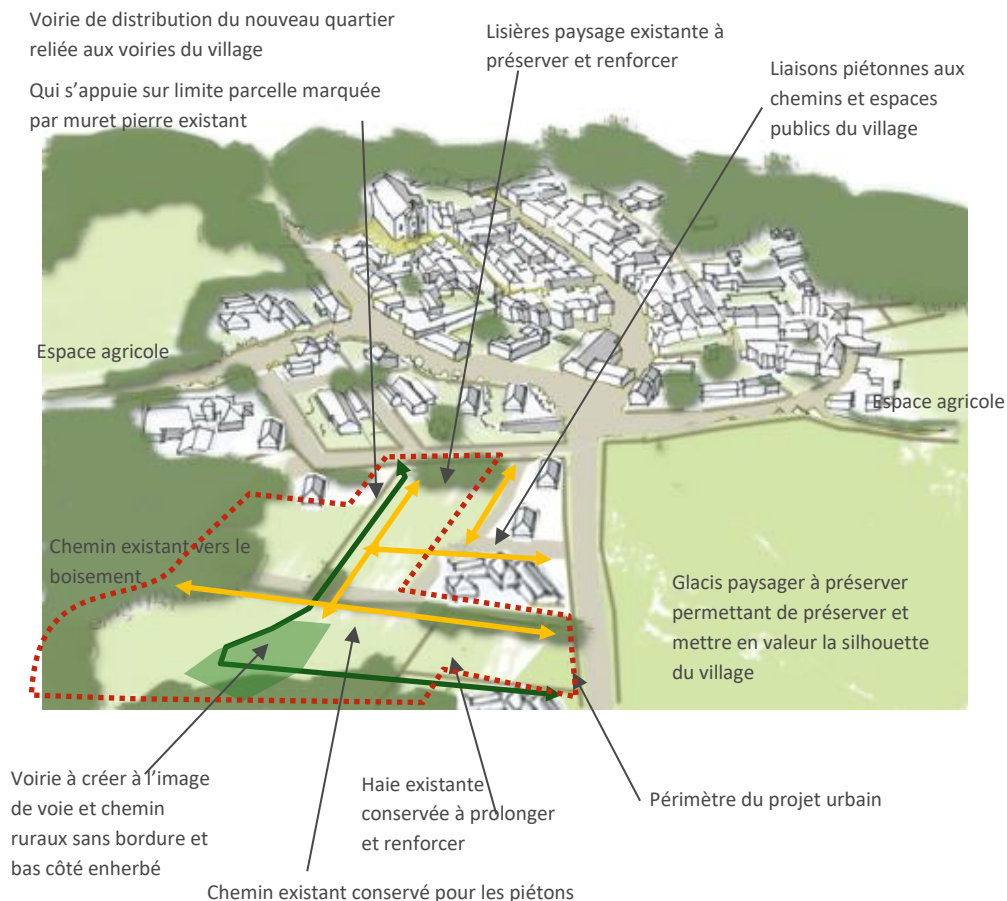 Voirie de distribution du nouveau quartier
reliée aux voiries du village
Qui s’appuie sur limite parcelle marquée
par muret pierre existant
Lisières paysage existante à
préserver et renforcer
Liaisons piétonnes aux
chemins et espaces
publics du village
Espace agricole
Espace agricole
Chemin existant vers le
boisement
Glacis paysager à préserver
permettant de préserver et
mettre en valeur la silhouette
du village
Voirie à créer à l’image
de voie et chemin
ruraux sans bordure et
bas côté enherbé
Haie existante
conservée à prolonger
et renforcer
Périmètre du projet urbain
Chemin existant conservé pour les piétons